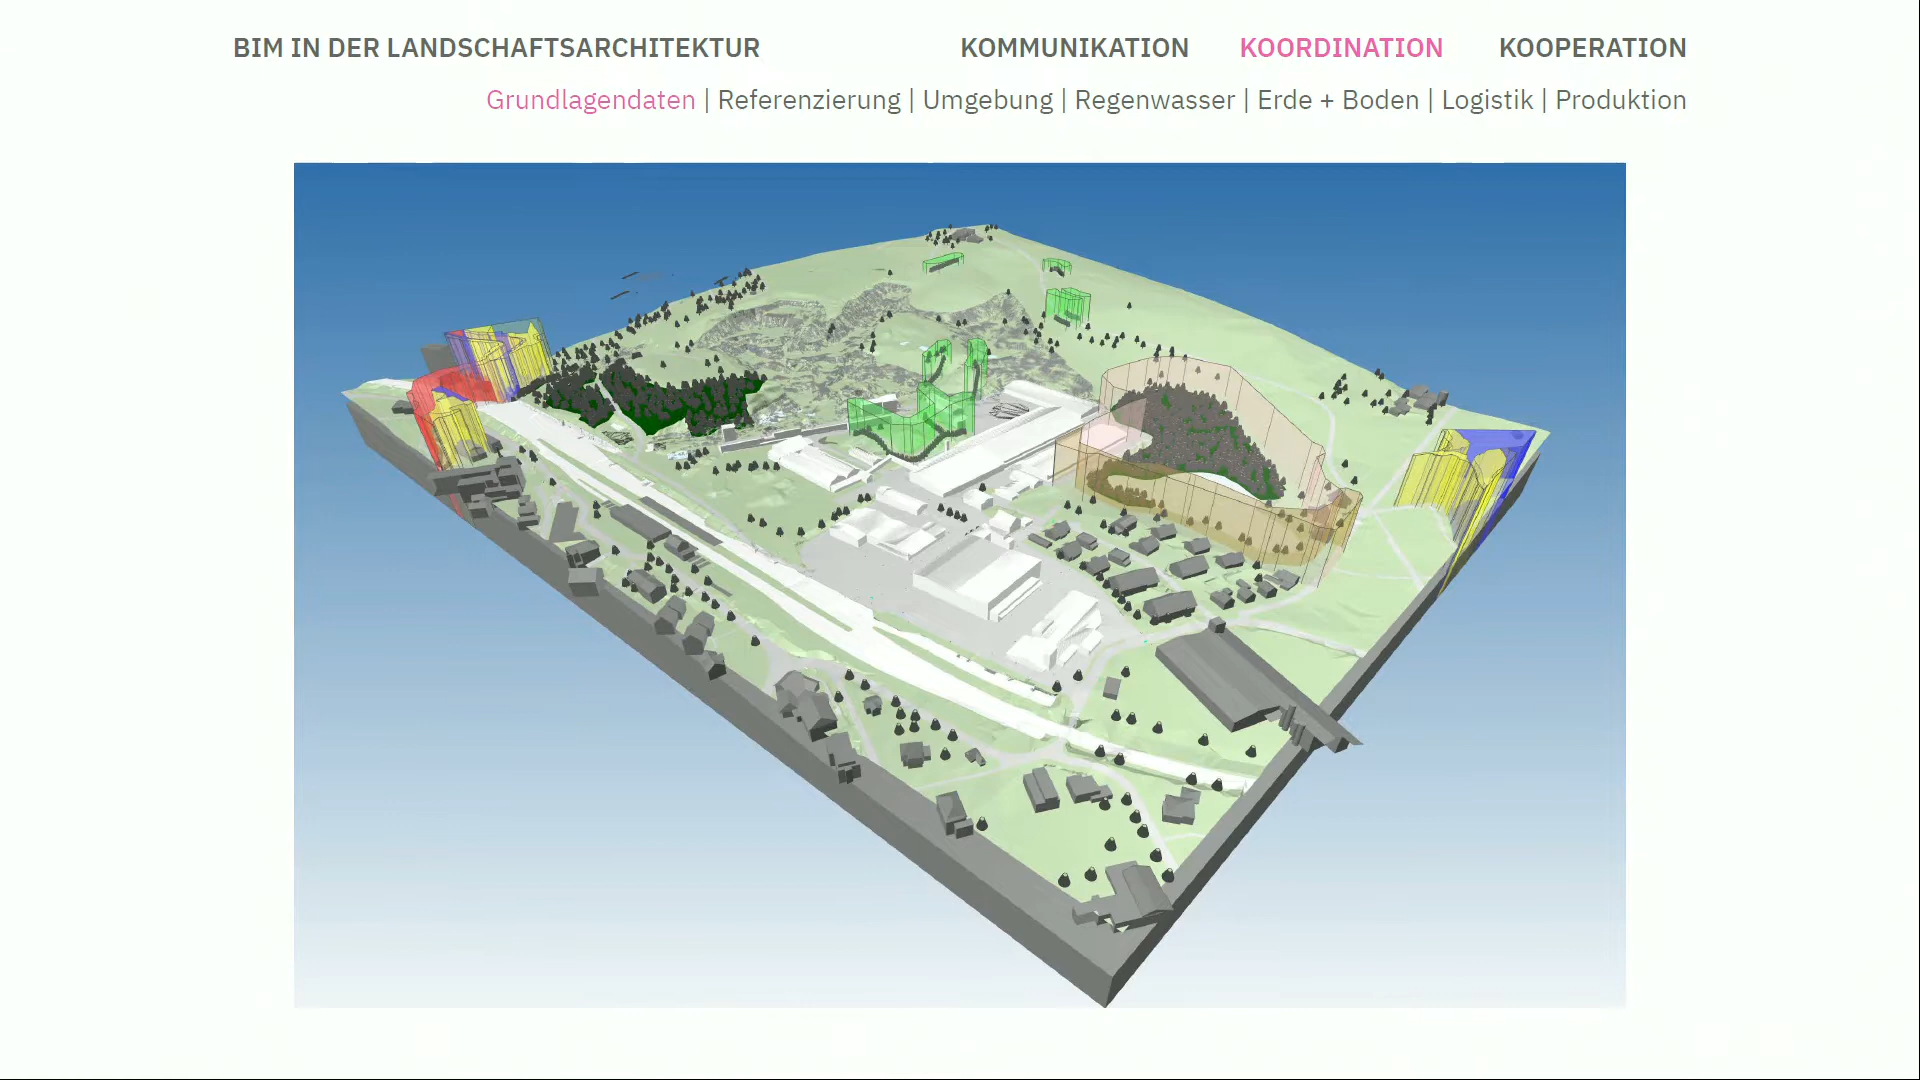 BIM IN DER LANDSCHAFTSARCHITEKTUR KOMMUNIKATION KOORDINATION KOOPERATION
Grundlagendaten | Referenzierung | Umgebung | Regenwasser | Erde + Boden | Logistik | Produktion